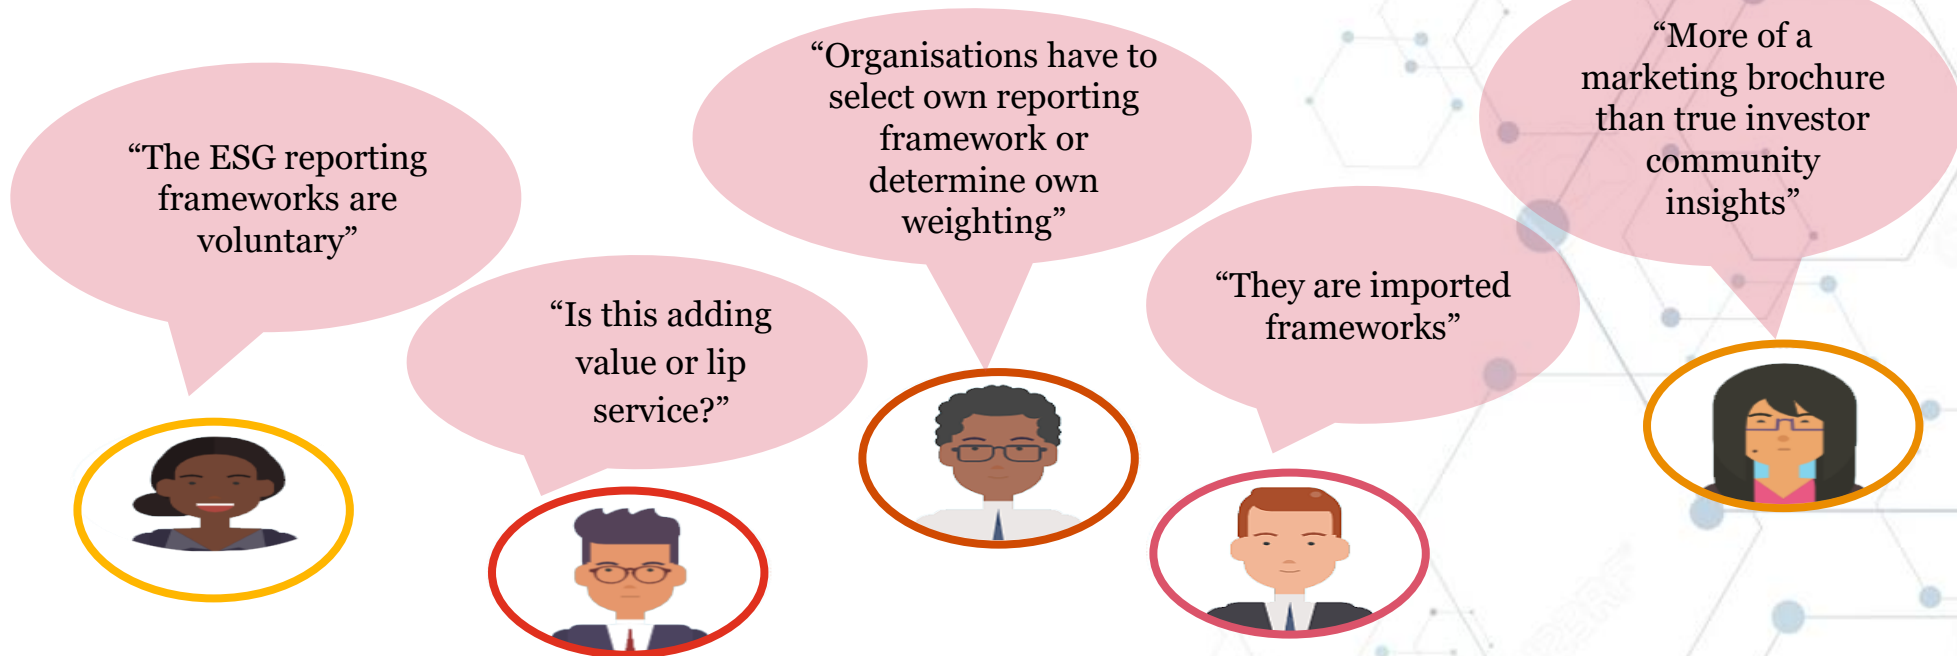 “The ESG reporting
frameworks are
voluntary”
“Is this adding
value or lip
service?”
“Organisations have to
select own reporting
framework or
determine own
weighting”
“They are imported
frameworks”
“More of a
marketing brochure
than true investor
community
insights”